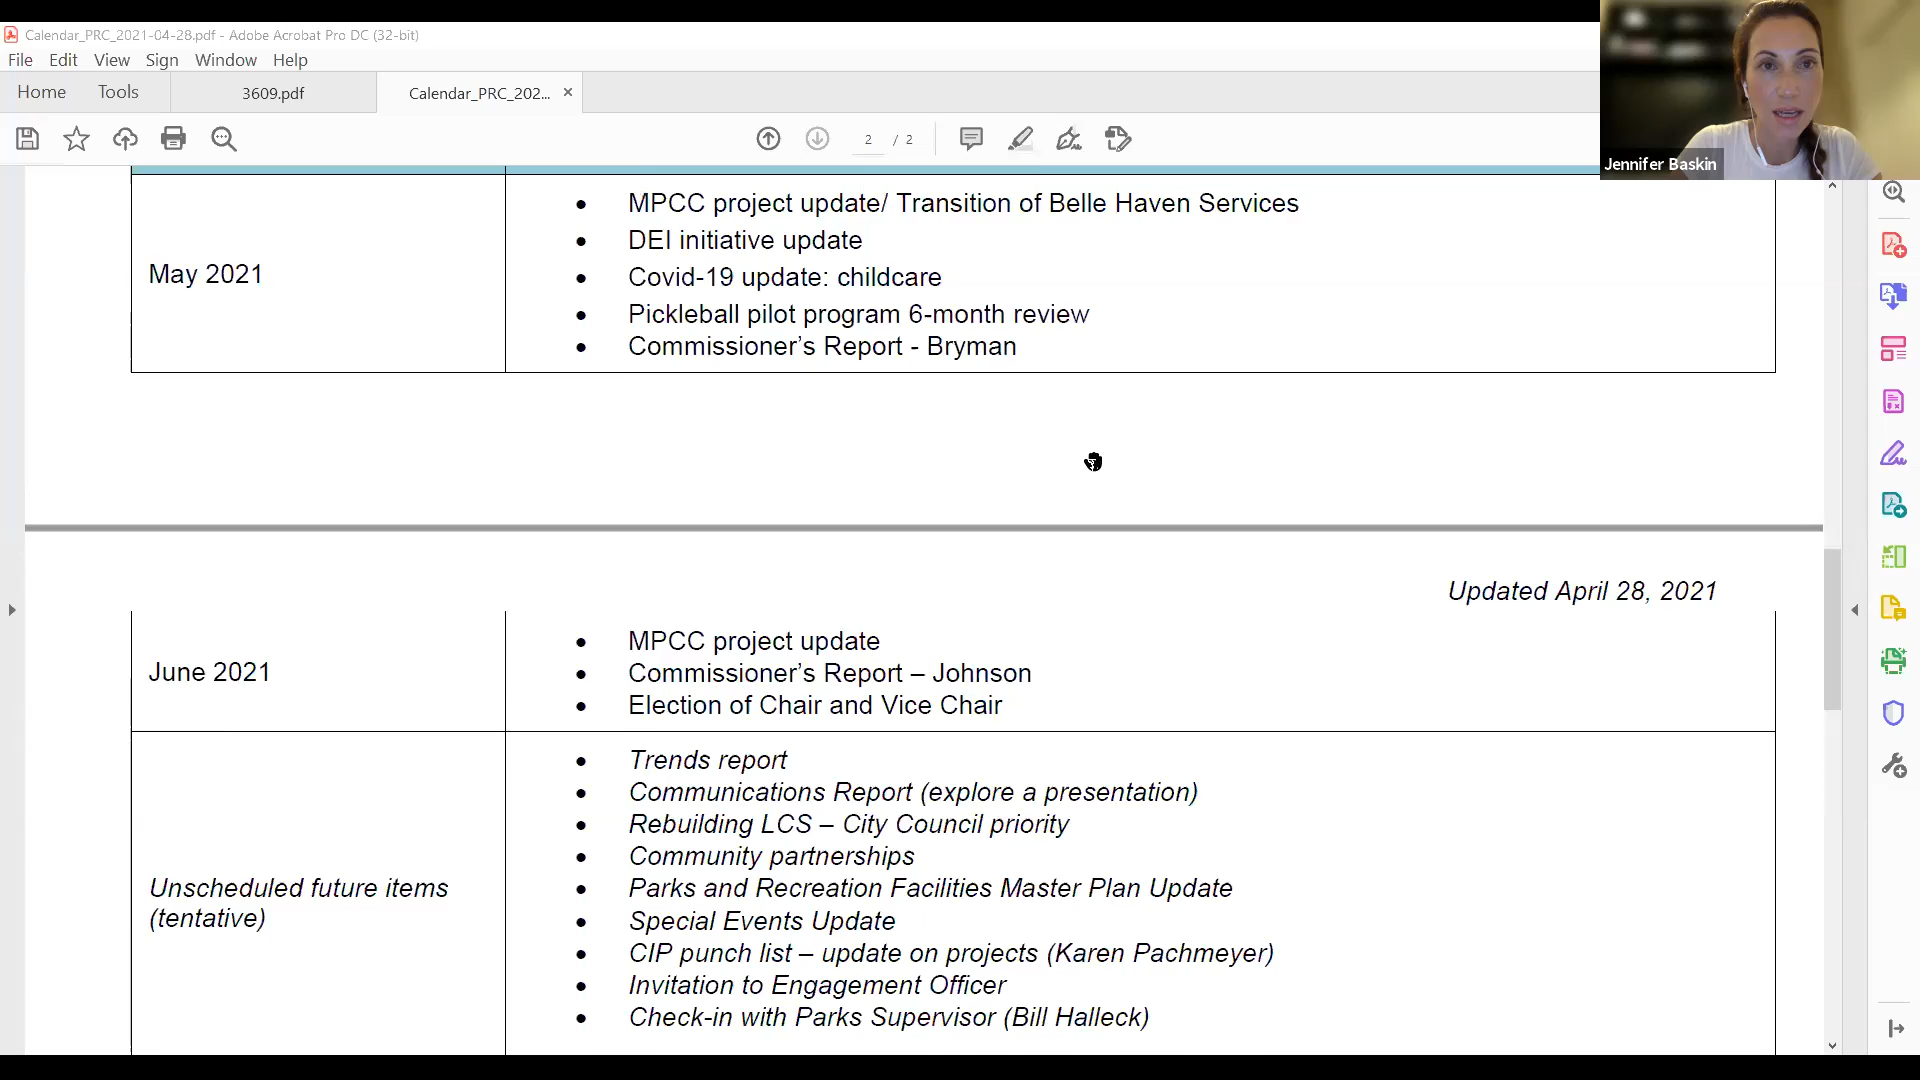 Calendar_PRC_2021-04-28.pdf - Adobe Acrobat Pro DC (32-bit)
File Edit View Sign Window Help
Home Tools 3609.pdf Calendar_PRC_202... ×
2 / 2
Jennifer Baskin
May 2021
• MPCC project update/ Transition of Belle Haven Services
• DEI initiative update
• Covid-19 update: childcare
• Pickleball pilot program 6-month review
• Commissioner’s Report - Bryman
Updated April 28, 2021
June 2021
• MPCC project update
• Commissioner’s Report – Johnson
• Election of Chair and Vice Chair
Unscheduled future items
(tentative)
• Trends report
• Communications Report (explore a presentation)
• Rebuilding LCS – City Council priority
• Community partnerships
• Parks and Recreation Facilities Master Plan Update
• Special Events Update
• CIP punch list – update on projects (Karen Pachmeyer)
• Invitation to Engagement Officer
• Check-in with Parks Supervisor (Bill Halleck)